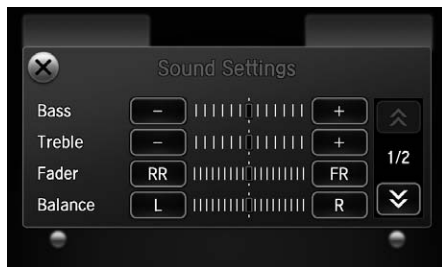 Sound Settings
Bass - +
Treble - +
Fader RR FR
1/2
Balance L R